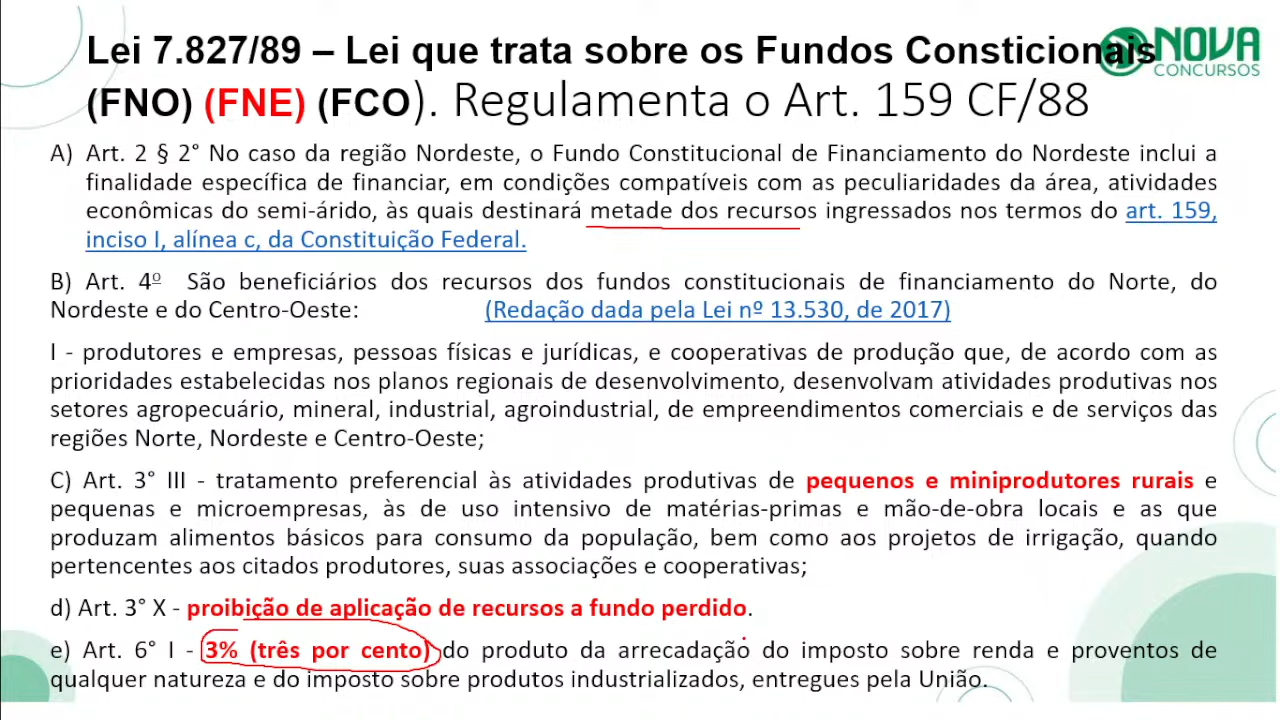 Lei 7.827/89 – Lei que trata sobre os Fundos Consticionais
(FNO) (FNE) (FCO). Regulamenta o Art. 159 CF/88
NOVA
CONCURSOS
A) Art. 2 § 2° No caso da região Nordeste, o Fundo Constitucional de Financiamento do Nordeste inclui a
finalidade específica de financiar, em condições compatíveis com as peculiaridades da área, atividades
econômicas do semi-árido, às quais destinará metade dos recursos ingressados nos termos do art. 159,
inciso I, alínea c, da Constituição Federal.
B) Art. 4º São beneficiários dos recursos dos fundos constitucionais de financiamento do Norte, do
Nordeste e do Centro-Oeste: (Redação dada pela Lei nº 13.530, de 2017)
I - produtores e empresas, pessoas físicas e jurídicas, e cooperativas de produção que, de acordo com as
prioridades estabelecidas nos planos regionais de desenvolvimento, desenvolvam atividades produtivas nos
setores agropecuário, mineral, industrial, agroindustrial, de empreendimentos comerciais e de serviços das
regiões Norte, Nordeste e Centro-Oeste;
C) Art. 3° III - tratamento preferencial às atividades produtivas de pequenos e miniprodutores rurais e
pequenas e microempresas, às de uso intensivo de matérias-primas e mão-de-obra locais e as que
produzam alimentos básicos para consumo da população, bem como aos projetos de irrigação, quando
pertencentes aos citados produtores, suas associações e cooperativas;
d) Art. 3° X - proibição de aplicação de recursos a fundo perdido.
e) Art. 6° I - 3% (três por cento) do produto da arrecadação do imposto sobre renda e proventos de
qualquer natureza e do imposto sobre produtos industrializados, entregues pela União.